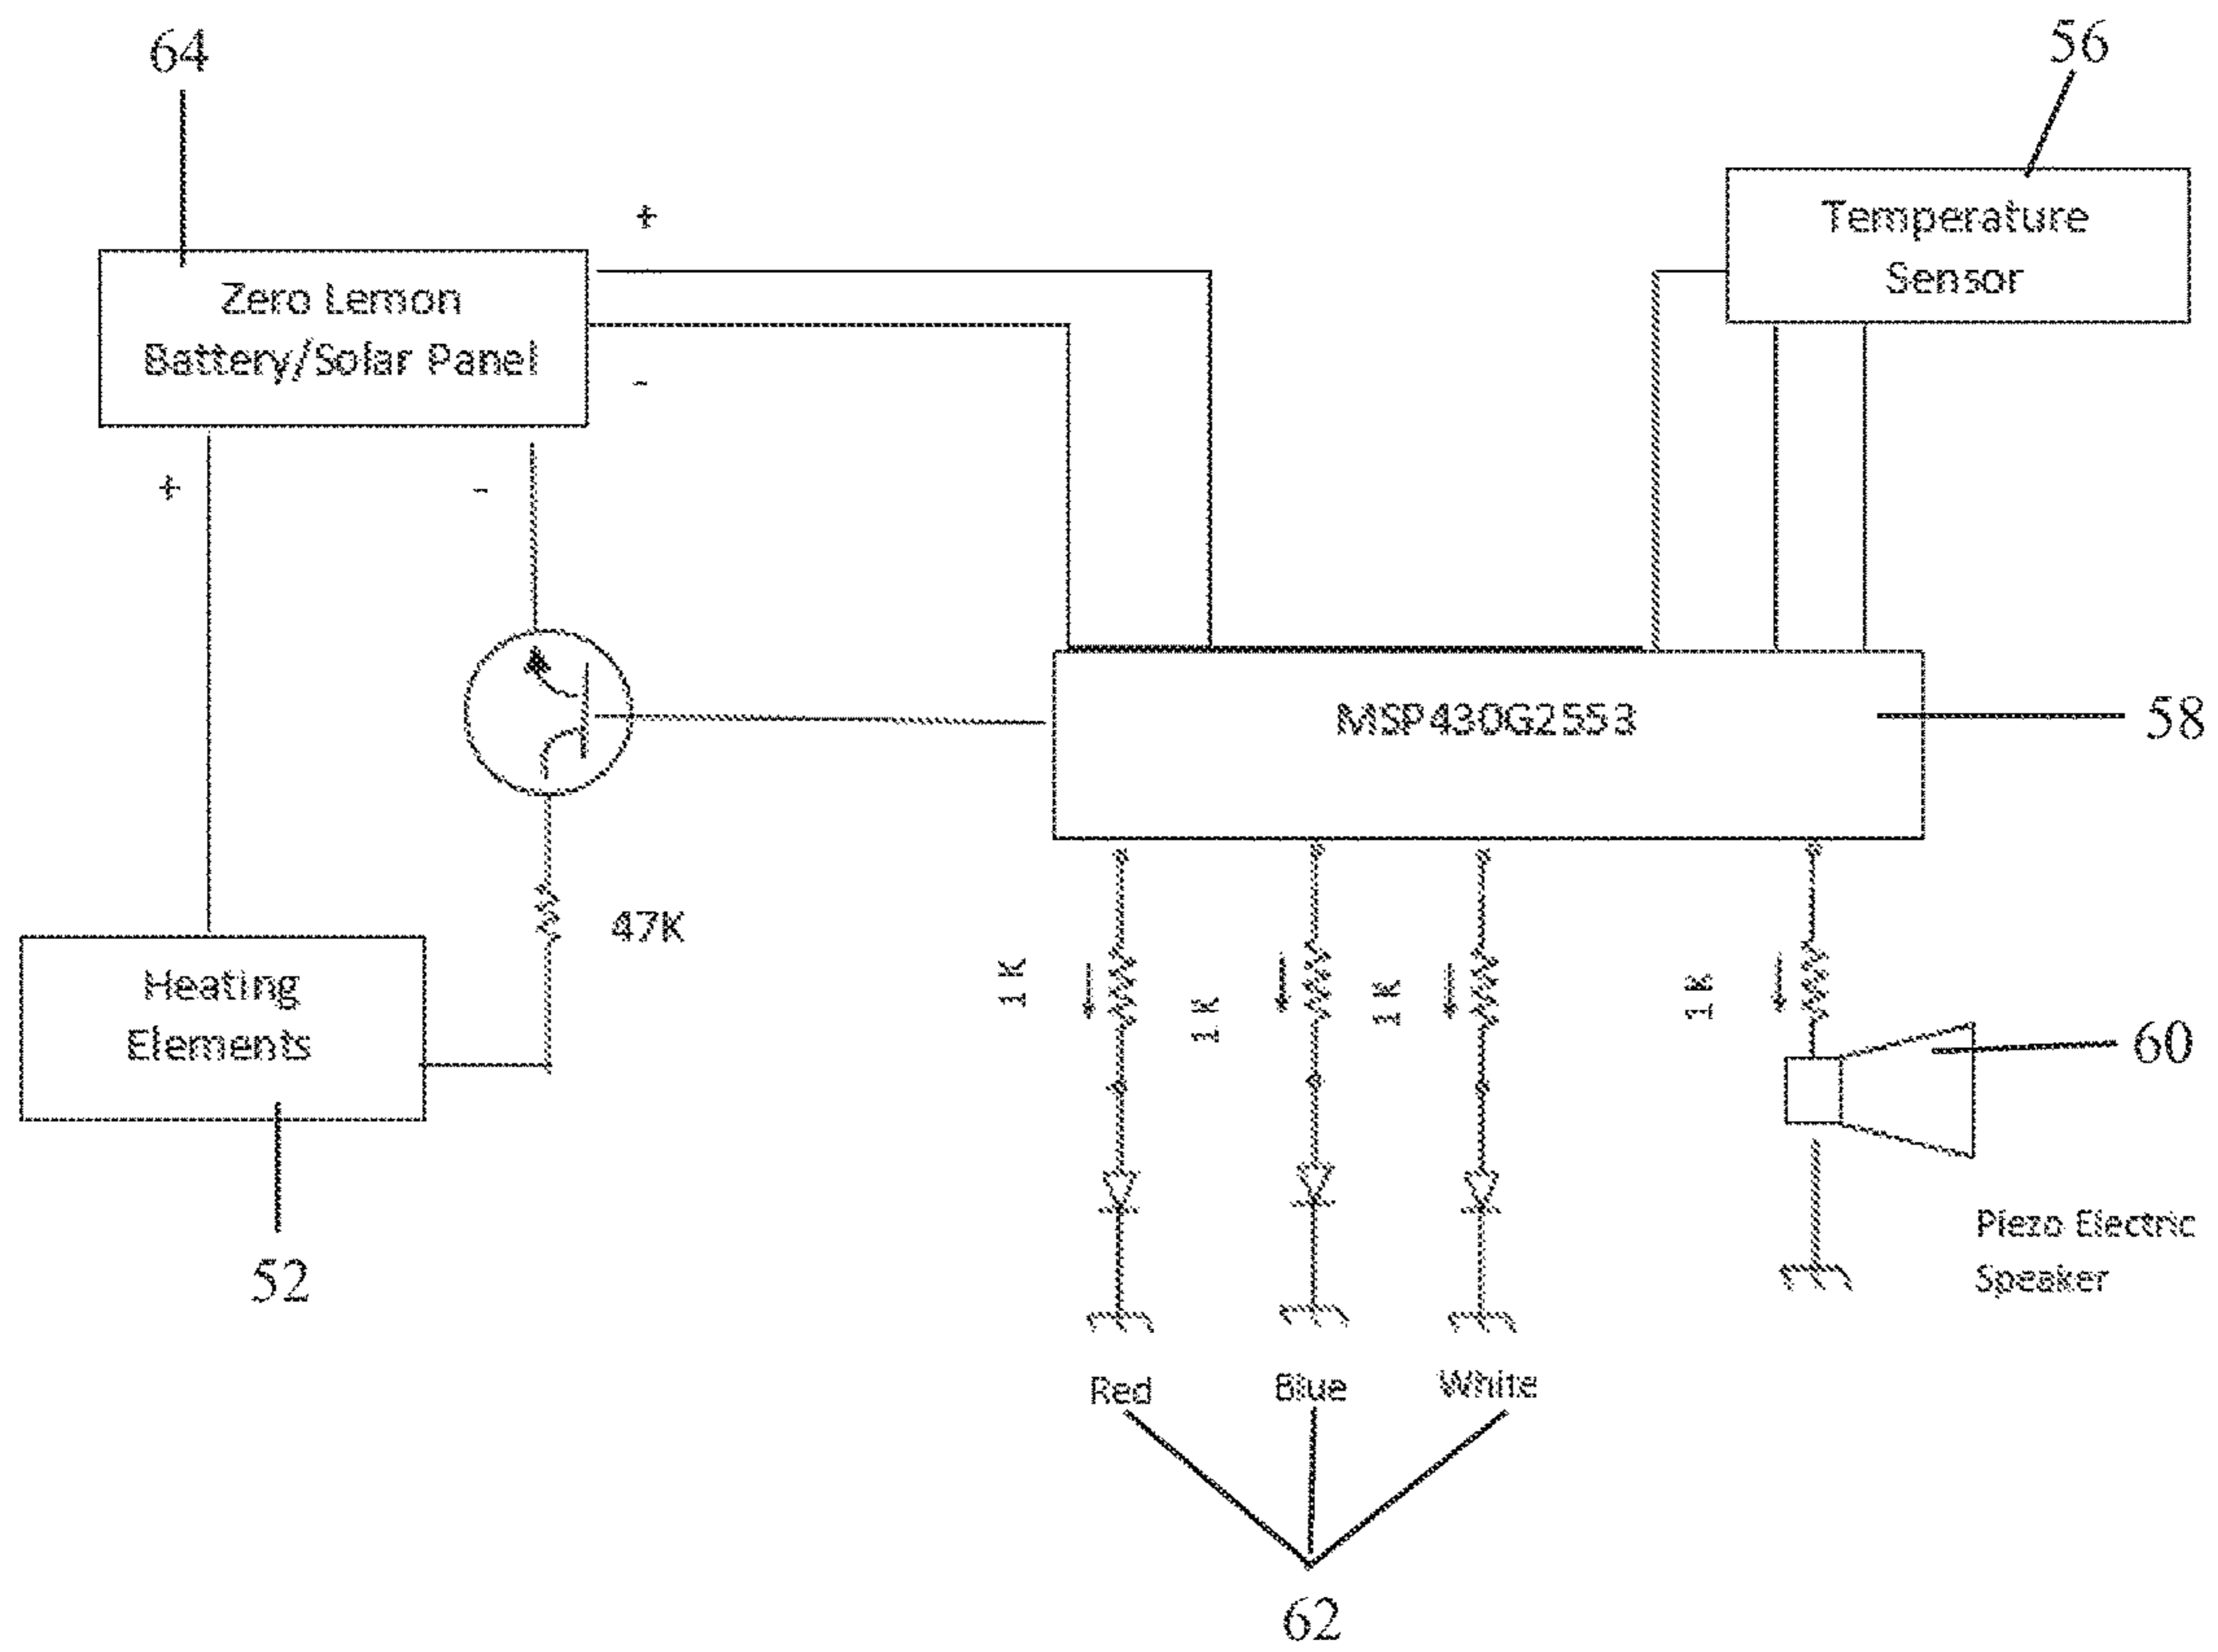 64
56
+
Temperature
Sensor
Zero Lemon
Battery/Solar Panel
-
+
-
MSP430G2553
58
47K
Heating
Elements
1K
1K
1K
1K
60
Piezo Electric
Speaker
52
Red
Blue
White
62